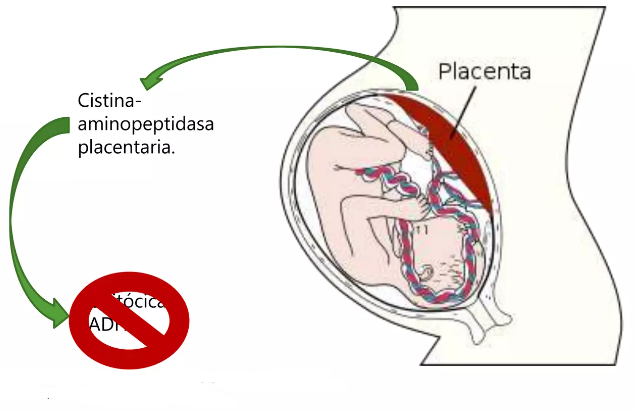 Placenta
Cistina-
aminopeptidasa
placentaria.